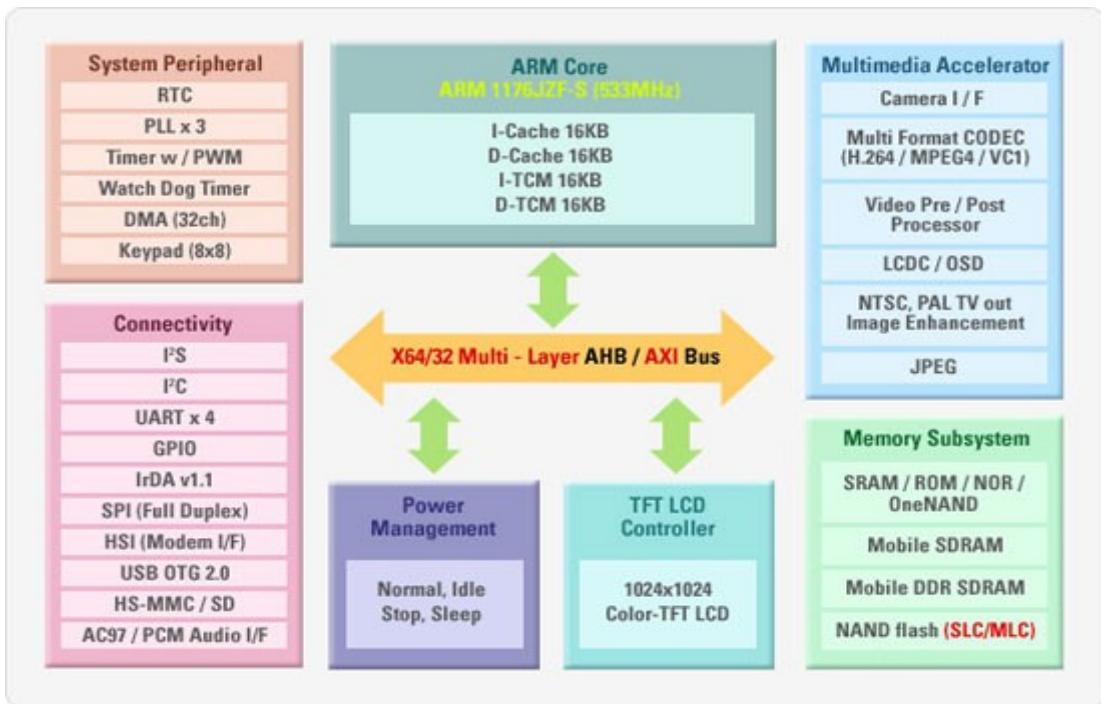 System Peripheral
RTC
PLL x 3
Timer w / PWM
Watch Dog Timer
DMA (32ch)
Keypad (8x8)
Connectivity
I²S
I²C
UART x 4
GPIO
IrDA v1.1
SPI (Full Duplex)
HSI (Modem I/F)
USB OTG 2.0
HS-MMC / SD
AC97 / PCM Audio I/F
ARM Core
ARM 1176JZF-S (533MHz)
I-Cache 16KB
D-Cache 16KB
I-TCM 16KB
D-TCM 16KB
X64/32 Multi - Layer AHB / AXI Bus
Power
Management
Normal, Idle
Stop, Sleep
TFT LCD
Controller
1024x1024
Color-TFT LCD
Multimedia Accelerator
Camera I / F
Multi Format CODEC
(H.264 / MPEG4 / VC1)
Video Pre / Post
Processor
LCDC / OSD
NTSC, PAL TV out
Image Enhancement
JPEG
Memory Subsystem
SRAM / ROM / NOR /
OneNAND
Mobile SDRAM
Mobile DDR SDRAM
NAND flash (SLC/MLC)